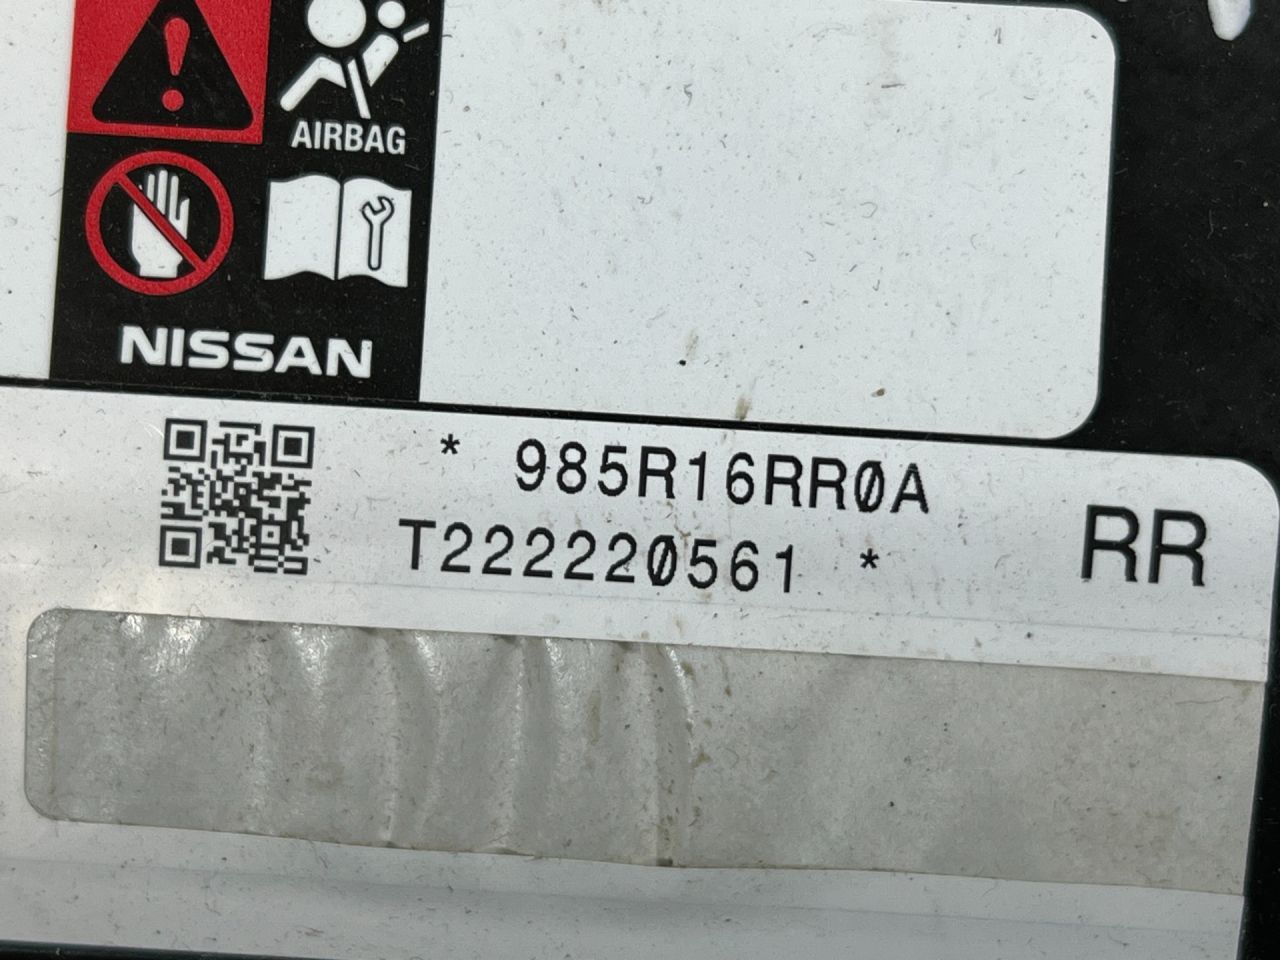 AIRBAG
NISSAN
* 985R16RR0A
T222220561 *
RR